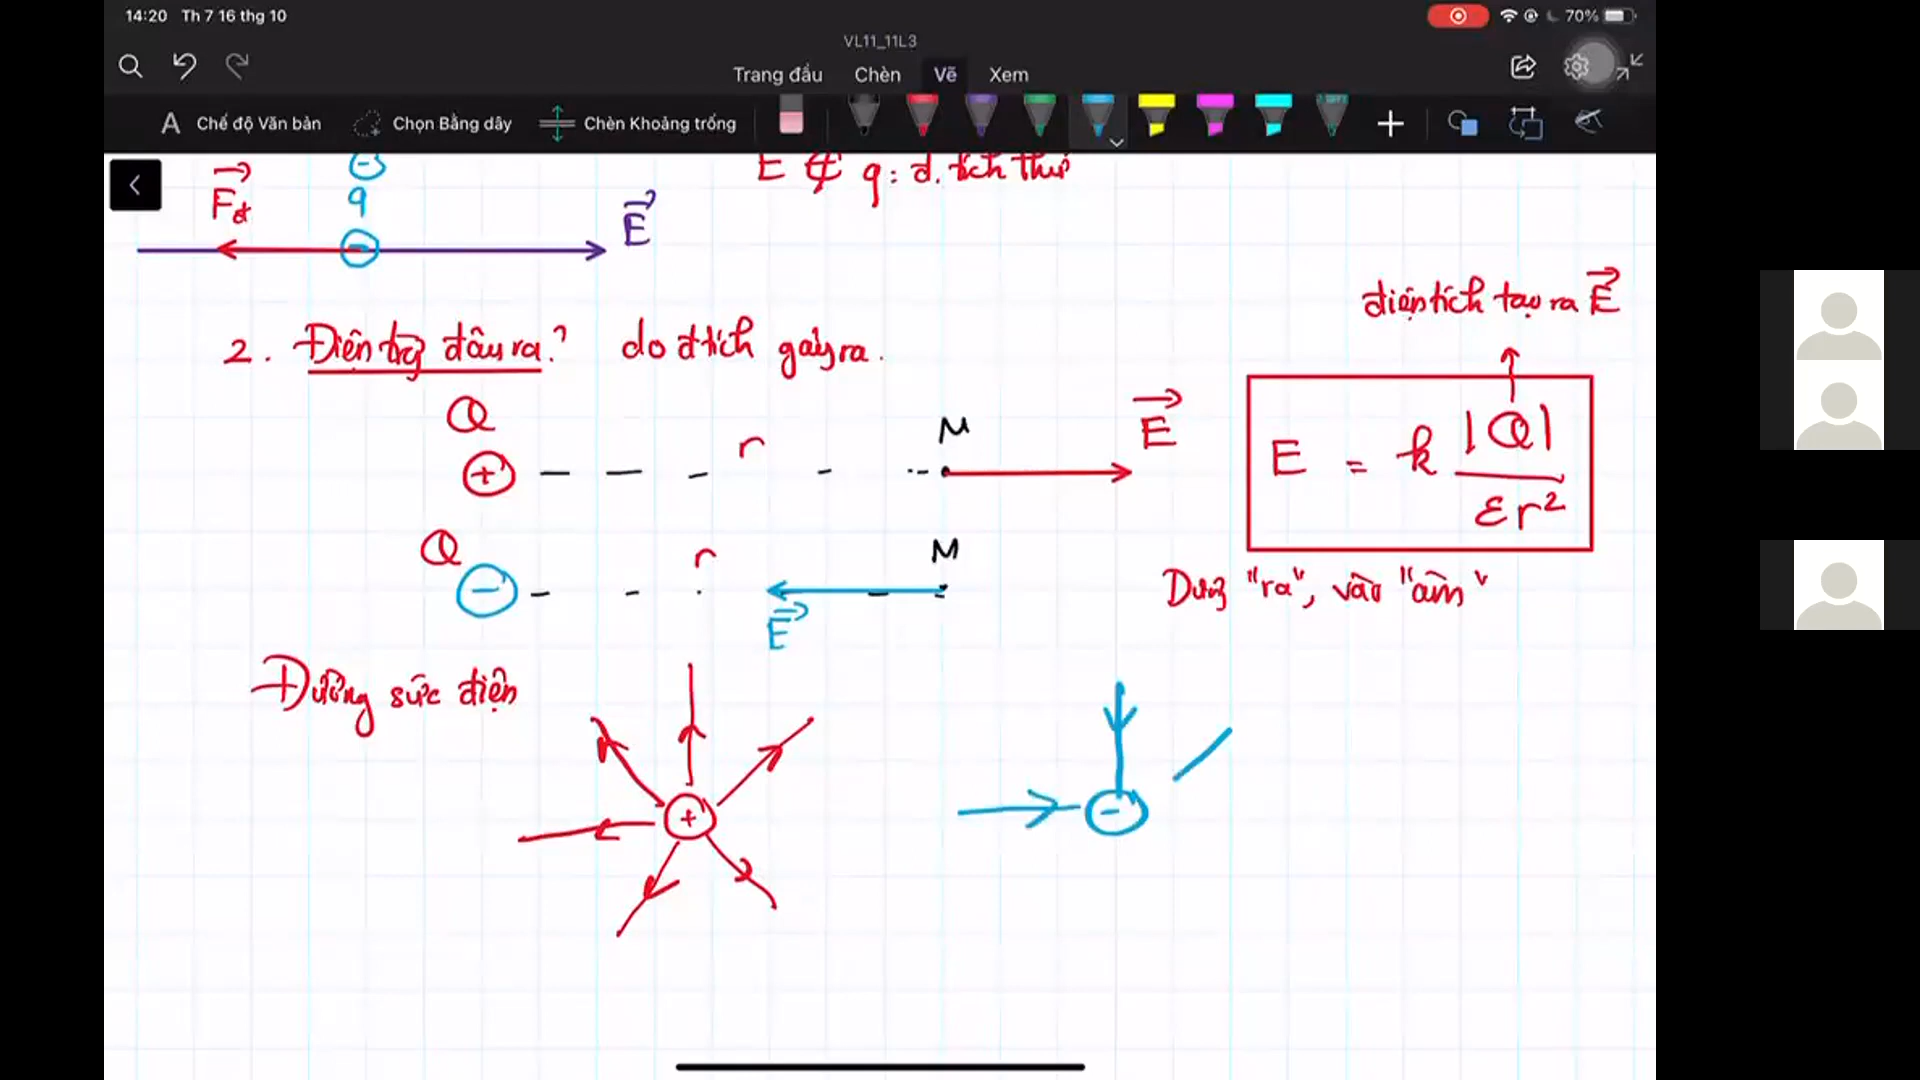 14:20 Th 7 16 thg 10
70%
VL11_11L3
Trang đầu Chèn Vẽ Xem
A Chế độ Văn bản Chọn Bằng dây Chèn Khoảng trống
E ∉ q: đ. tích thử
F đ
−
q
E
−
điện tích tạo ra E
2. Điện trg đâu ra? do đ tích gây ra.
Q
+
r
M
E
E = k |Q| / εr²
Q
−
r
M
E
Dương "ra", vào "âm"
Đường sức điện
+
−